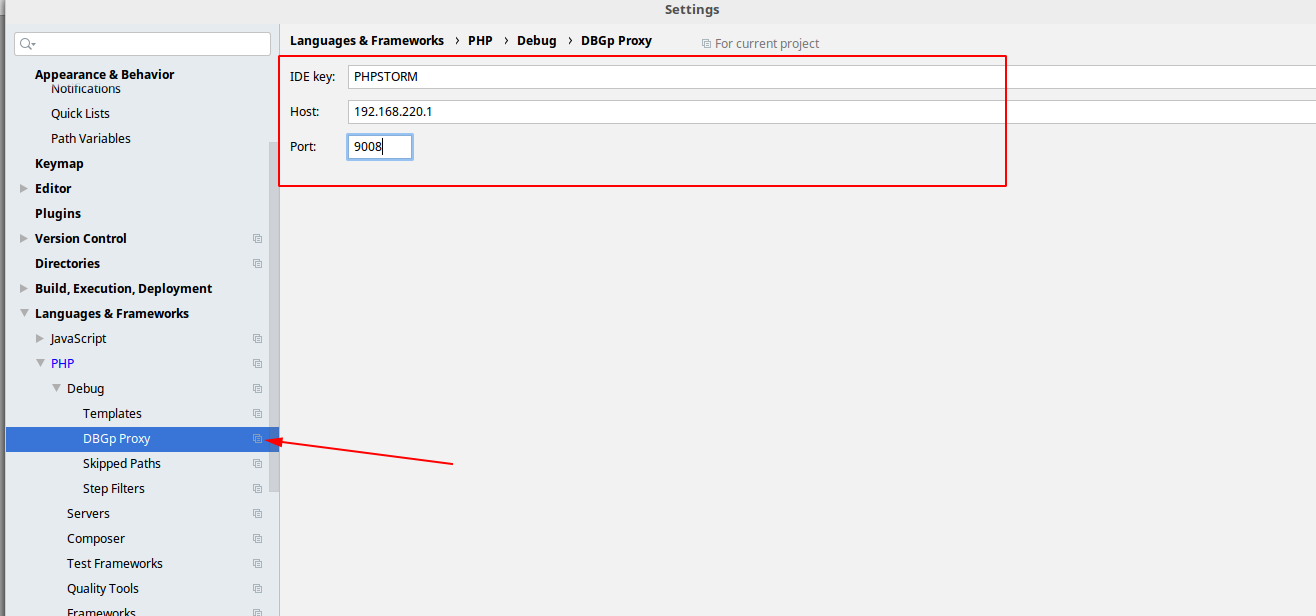 Settings
Languages & Frameworks › PHP › Debug › DBGp Proxy For current project
IDE key: PHPSTORM
Host: 192.168.220.1
Port: 9008
Appearance & Behavior
Notifications
Quick Lists
Path Variables
Keymap
Editor
Plugins
Version Control
Directories
Build, Execution, Deployment
Languages & Frameworks
JavaScript
PHP
Debug
Templates
DBGp Proxy
Skipped Paths
Step Filters
Servers
Composer
Test Frameworks
Quality Tools
Frameworks